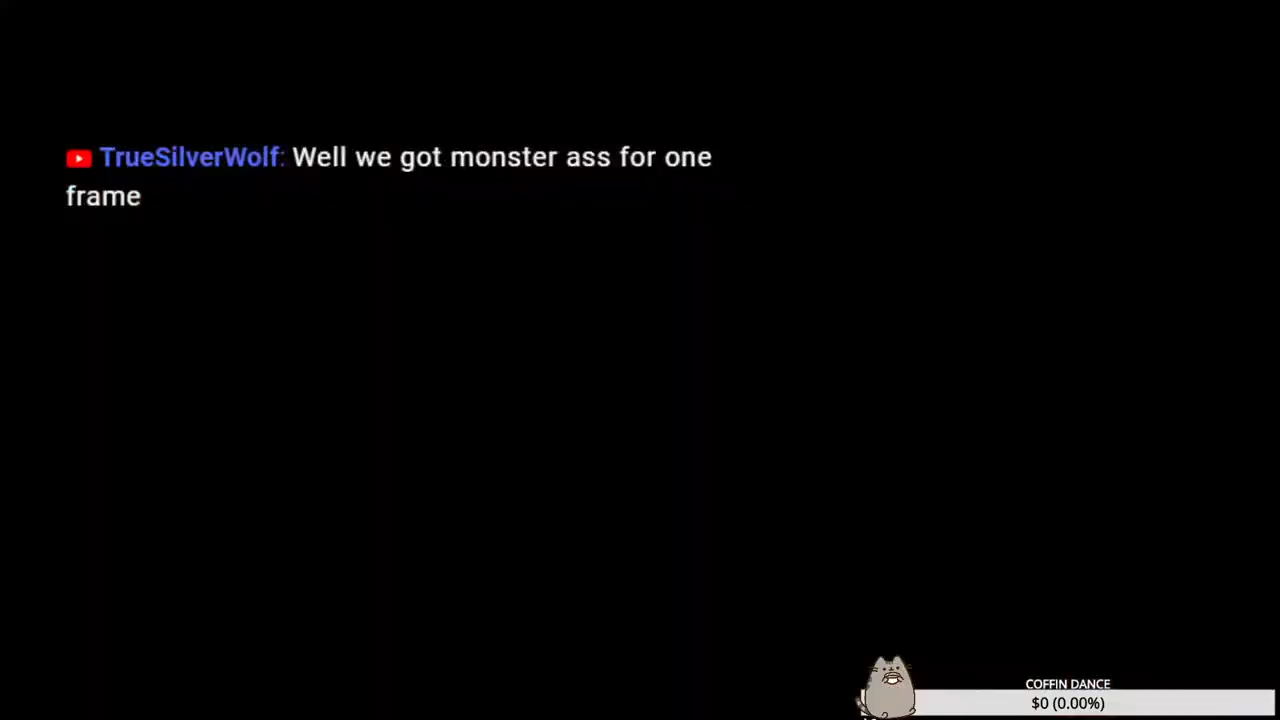 TrueSilverWolf: Well we got monster ass for one
frame
COFFIN DANCE
$0 (0.00%)